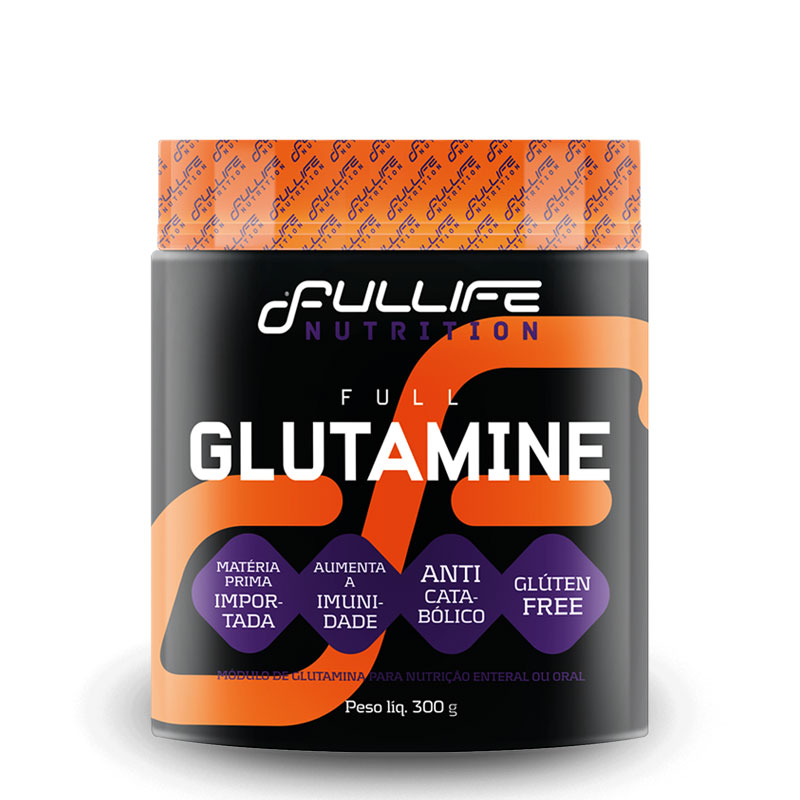 FULLIFE
NUTRITION
FULL
GLUTAMINE
MATÉRIA
PRIMA
IMPOR-
TADA
AUMENTA
A
IMUNI-
DADE
ANTI
CATA-
BÓLICO
GLÚTEN
FREE
MÓDULO DE GLUTAMINA PARA NUTRIÇÃO ENTERAL OU ORAL
Peso líq. 300 g